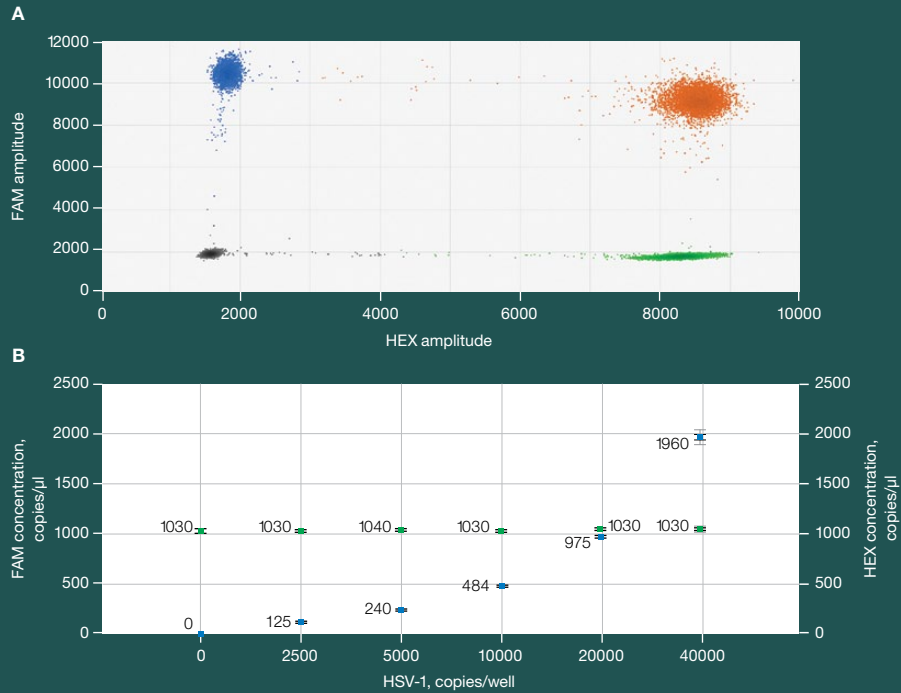 A
FAM amplitude
12000
10000
8000
6000
4000
2000
0
0 2000 4000 6000 8000 10000
HEX amplitude
B
FAM concentration,
copies/µl
HEX concentration,
copies/µl
2500 2500
2000 2000
1960
1500 1500
1030 1030 1040 1030 1030 1030
1000 1000
975
484
500 500
240
125
0
0 0
0 2500 5000 10000 20000 40000
HSV-1, copies/well